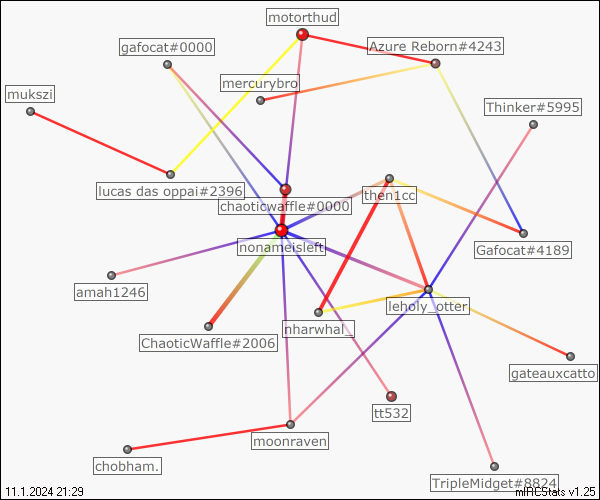 motorthud
gafocat#0000
Azure Reborn#4243
mercurybro
mukszi
Thinker#5995
lucas das oppai#2396
then1cc
chaoticwaffle#0000
nonameisleft
Gafocat#4189
amah1246
leholy_otter
nharwhal_
ChaoticWaffle#2006
gateauxcatto
tt532
moonraven
chobham.
TripleMidget#8824
11.1.2024 21:29
mIRCStats v1.25